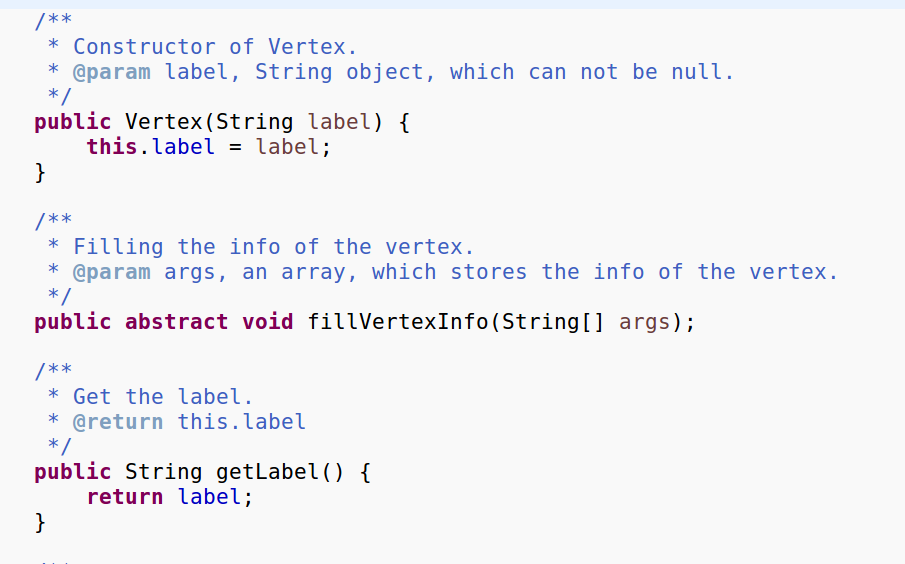 /**
 * Constructor of Vertex.
 * @param label, String object, which can not be null.
 */
public Vertex(String label) {
    this.label = label;
}
/**
 * Filling the info of the vertex.
 * @param args, an array, which stores the info of the vertex.
 */
public abstract void fillVertexInfo(String[] args);
/**
 * Get the label.
 * @return this.label
 */
public String getLabel() {
    return label;
}